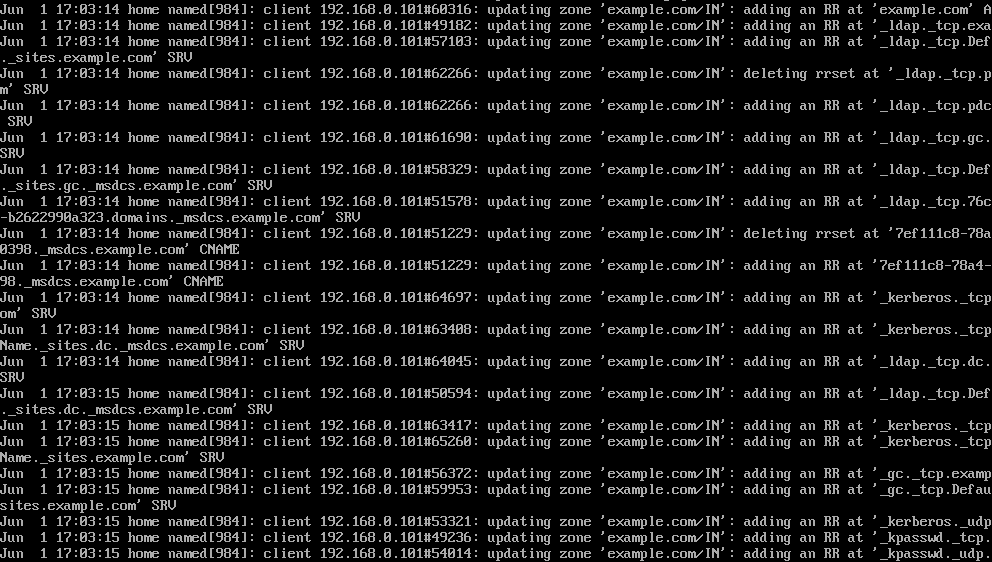 Jun  1 17:03:14 home named[984]: client 192.168.0.101#60316: updating zone 'example.com/IN': adding an RR at 'example.com' A
Jun  1 17:03:14 home named[984]: client 192.168.0.101#49182: updating zone 'example.com/IN': adding an RR at '_ldap._tcp.exa
Jun  1 17:03:14 home named[984]: client 192.168.0.101#57103: updating zone 'example.com/IN': adding an RR at '_ldap._tcp.Def
._sites.example.com' SRV
Jun  1 17:03:14 home named[984]: client 192.168.0.101#62266: updating zone 'example.com/IN': deleting rrset at '_ldap._tcp.p
m' SRV
Jun  1 17:03:14 home named[984]: client 192.168.0.101#62266: updating zone 'example.com/IN': adding an RR at '_ldap._tcp.pdc
 SRV
Jun  1 17:03:14 home named[984]: client 192.168.0.101#61690: updating zone 'example.com/IN': adding an RR at '_ldap._tcp.gc.
SRV
Jun  1 17:03:14 home named[984]: client 192.168.0.101#58329: updating zone 'example.com/IN': adding an RR at '_ldap._tcp.Def
._sites.gc._msdcs.example.com' SRV
Jun  1 17:03:14 home named[984]: client 192.168.0.101#51578: updating zone 'example.com/IN': adding an RR at '_ldap._tcp.76c
-b2622990a323.domains._msdcs.example.com' SRV
Jun  1 17:03:14 home named[984]: client 192.168.0.101#51229: updating zone 'example.com/IN': deleting rrset at '7ef111c8-78a
0398._msdcs.example.com' CNAME
Jun  1 17:03:14 home named[984]: client 192.168.0.101#51229: updating zone 'example.com/IN': adding an RR at '7ef111c8-78a4-
98._msdcs.example.com' CNAME
Jun  1 17:03:14 home named[984]: client 192.168.0.101#64697: updating zone 'example.com/IN': adding an RR at '_kerberos._tcp
om' SRV
Jun  1 17:03:14 home named[984]: client 192.168.0.101#63408: updating zone 'example.com/IN': adding an RR at '_kerberos._tcp
Name._sites.dc._msdcs.example.com' SRV
Jun  1 17:03:14 home named[984]: client 192.168.0.101#64045: updating zone 'example.com/IN': adding an RR at '_ldap._tcp.dc.
SRV
Jun  1 17:03:15 home named[984]: client 192.168.0.101#50594: updating zone 'example.com/IN': adding an RR at '_ldap._tcp.Def
._sites.dc._msdcs.example.com' SRV
Jun  1 17:03:15 home named[984]: client 192.168.0.101#63417: updating zone 'example.com/IN': adding an RR at '_kerberos._tcp
Jun  1 17:03:15 home named[984]: client 192.168.0.101#65260: updating zone 'example.com/IN': adding an RR at '_kerberos._tcp
Name._sites.example.com' SRV
Jun  1 17:03:15 home named[984]: client 192.168.0.101#56372: updating zone 'example.com/IN': adding an RR at '_gc._tcp.examp
Jun  1 17:03:15 home named[984]: client 192.168.0.101#59953: updating zone 'example.com/IN': adding an RR at '_gc._tcp.Defau
sites.example.com' SRV
Jun  1 17:03:15 home named[984]: client 192.168.0.101#53321: updating zone 'example.com/IN': adding an RR at '_kerberos._udp
Jun  1 17:03:15 home named[984]: client 192.168.0.101#49236: updating zone 'example.com/IN': adding an RR at '_kpasswd._tcp.
Jun  1 17:03:15 home named[984]: client 192.168.0.101#54014: updating zone 'example.com/IN': adding an RR at '_kpasswd._udp.